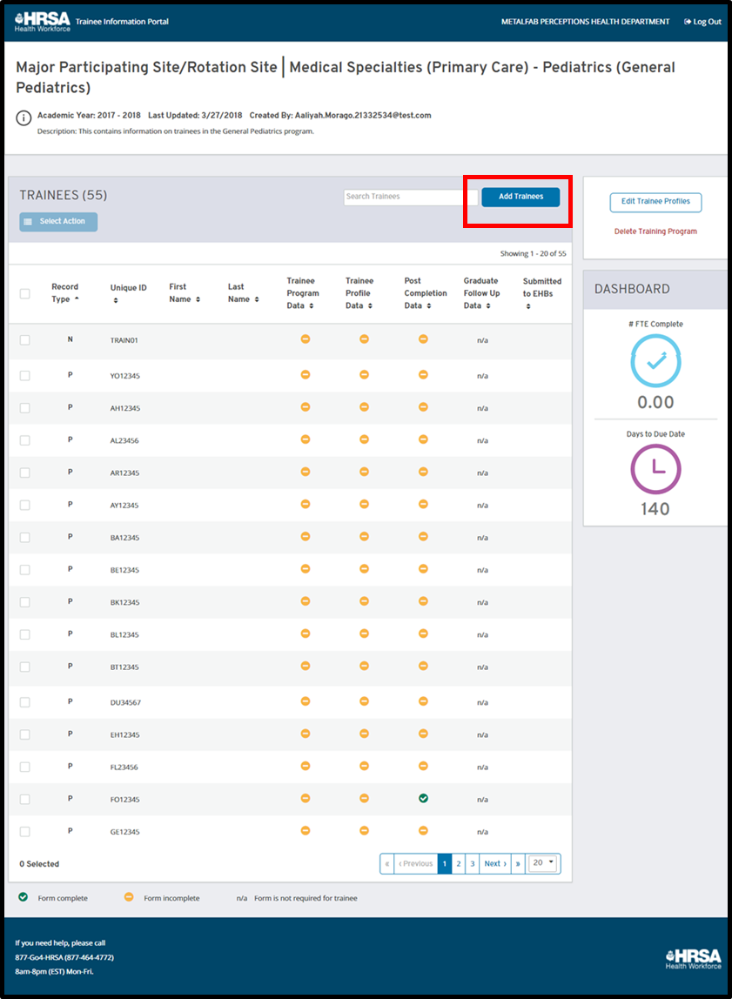 HRSA
Health Workforce
Trainee Information Portal
METALFAB PERCEPTIONS HEALTH DEPARTMENT
Log Out
Major Participating Site/Rotation Site | Medical Specialties (Primary Care) - Pediatrics (General
Pediatrics)
Academic Year: 2017 - 2018 Last Updated: 3/27/2018 Created By: Aaliyah.Morago.21332534@test.com
Description: This contains information on trainees in the General Pediatrics program.
TRAINEES (55)
Search Trainees
Add Trainees
Select Action
Showing 1 - 20 of 55
Record Type
Unique ID
First Name
Last Name
Trainee Program Data
Trainee Profile Data
Post Completion Data
Graduate Follow Up Data
Submitted to EHBs
N TRAIN01 n/a
P YO12345 n/a
P AH12345 n/a
P AL23456 n/a
P AR12345 n/a
P AY12345 n/a
P BA12345 n/a
P BE12345 n/a
P BK12345 n/a
P BL12345 n/a
P BT12345 n/a
P DU34567 n/a
P EH12345 n/a
P FL23456 n/a
P FO12345 n/a
P GE12345 n/a
0 Selected
« ‹ Previous 1 2 3 Next › » 20
Form complete
Form incomplete
n/a Form is not required for trainee
Edit Trainee Profiles
Delete Training Program
DASHBOARD
# FTE Complete
0.00
Days to Due Date
140
If you need help, please call
877-Go4-HRSA (877-464-4772)
8am-8pm (EST) Mon-Fri.
HRSA
Health Workforce